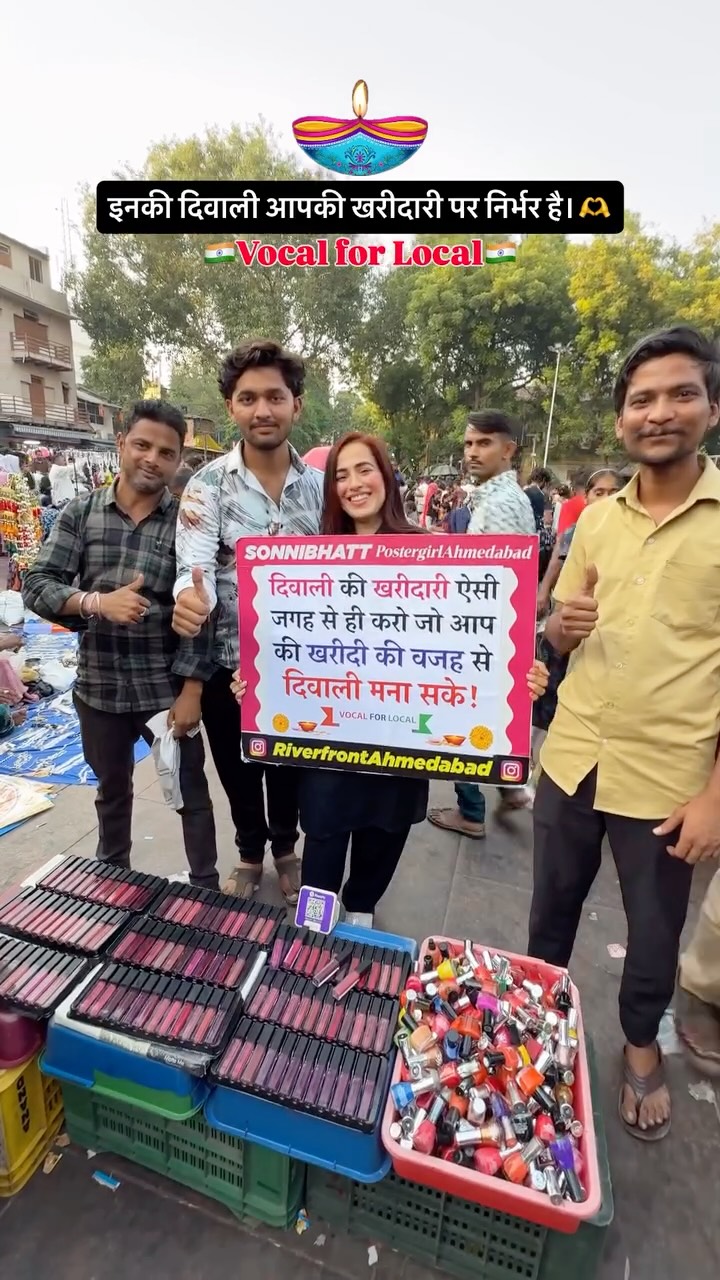 इनकी दिवाली आपकी खरीदारी पर निर्भर है।🫶
🇮🇳Vocal for Local🇮🇳
SONNIBHATT PostergirlAhmedabad
दिवाली की खरीदारी ऐसी
जगह से ही करो जो आप
की खरीदी की वजह से
दिवाली मना सके!
VOCAL FOR LOCAL
RiverfrontAhmedabad